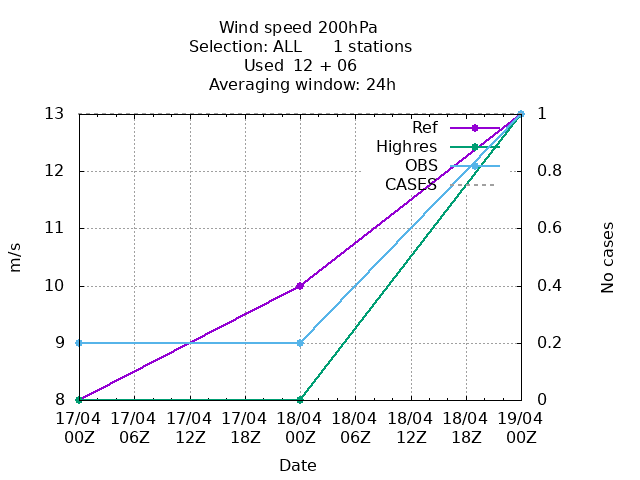 Wind speed 200hPa
Selection: ALL      1 stations
Used  12 + 06
Averaging window: 24h
13
12
11
10
9
8
m/s
Ref
Highres
OBS
CASES
1
0.8
0.6
0.4
0.2
0
No cases
17/04 17/04 17/04 17/04 18/04 18/04 18/04 18/04 19/04
00Z 06Z 12Z 18Z 00Z 06Z 12Z 18Z 00Z
Date